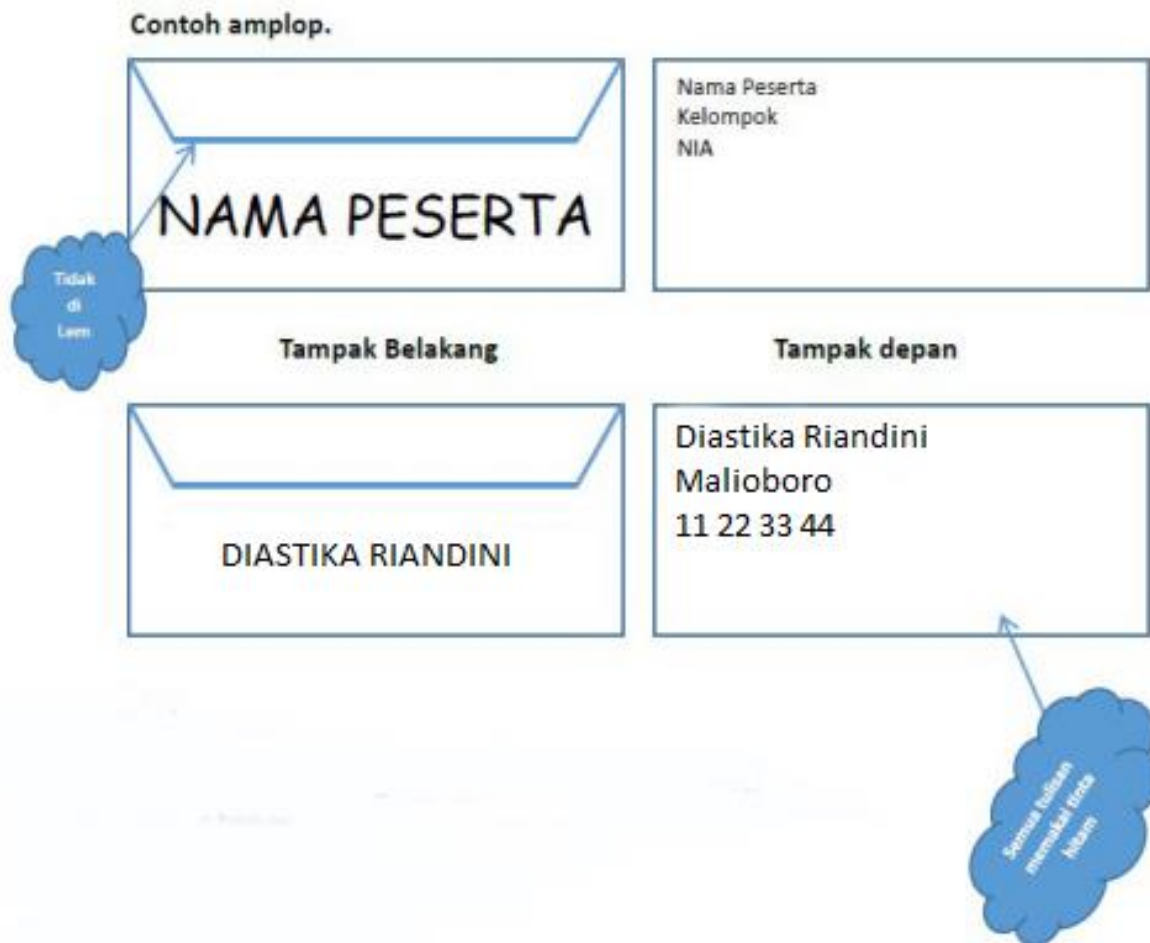 Contoh amplop.
NAMA PESERTA
Nama Peserta
Kelompok
NIA
Tidak
di
Laem
Tampak Belakang
Tampak depan
DIASTIKA RIANDINI
Diastika Riandini
Malioboro
11 22 33 44
Semua tulisan
memakai tinta
hitam